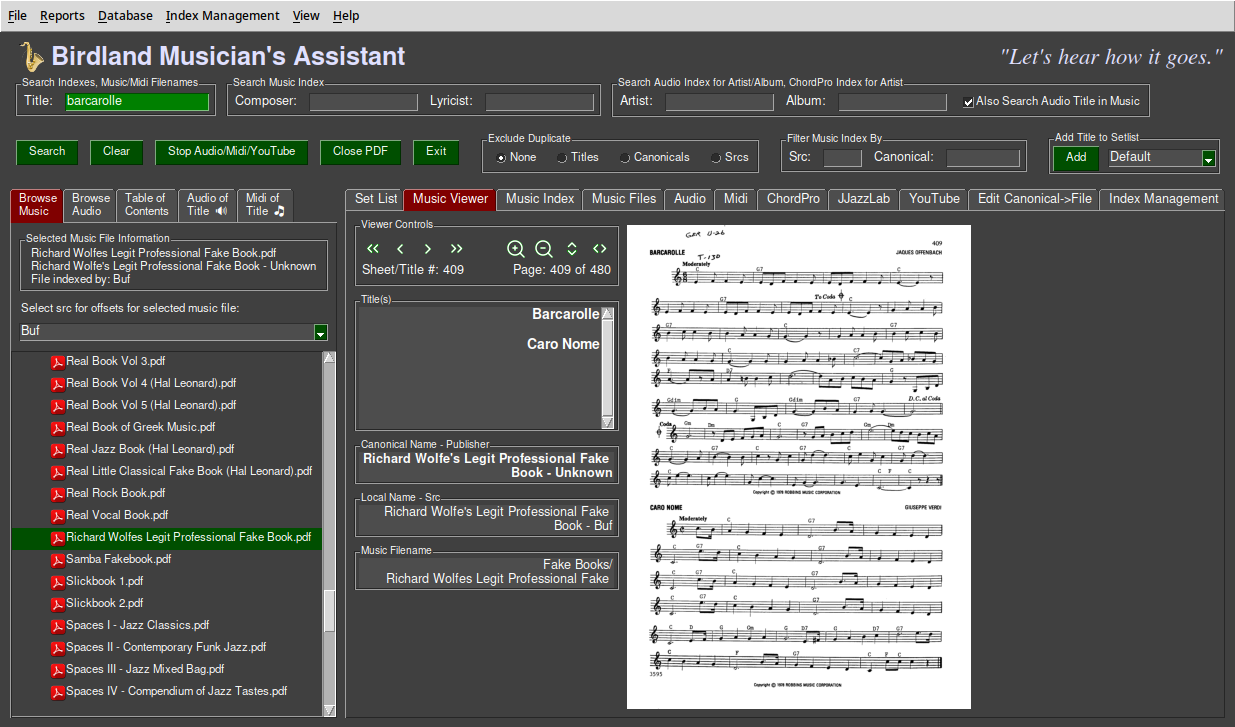 File Reports Database Index Management View Help
Birdland Musician's Assistant
"Let's hear how it goes."
Search Indexes, Music/Midi Filenames
Title: barcarolle
Search Music Index
Composer: Lyricist:
Search Audio Index for Artist/Album, ChordPro Index for Artist
Artist: Album: Also Search Audio Title in Music
Search Clear Stop Audio/Midi/YouTube Close PDF Exit
Exclude Duplicate
None Titles Canonicals Srcs
Filter Music Index By
Src: Canonical:
Add Title to Setlist
Add Default
Browse Music
Browse Audio
Table of Contents
Audio of Title
Midi of Title
Set List Music Viewer Music Index Music Files Audio Midi ChordPro JJazzLab YouTube Edit Canonical->File Index Management
Selected Music File Information
Richard Wolfes Legit Professional Fake Book.pdf
Richard Wolfe's Legit Professional Fake Book - Unknown
File indexed by: Buf
Select src for offsets for selected music file:
Buf
Real Book Vol 3.pdf
Real Book Vol 4 (Hal Leonard).pdf
Real Book Vol 5 (Hal Leonard).pdf
Real Book of Greek Music.pdf
Real Jazz Book (Hal Leonard).pdf
Real Little Classical Fake Book (Hal Leonard).pdf
Real Rock Book.pdf
Real Vocal Book.pdf
Richard Wolfes Legit Professional Fake Book.pdf
Samba Fakebook.pdf
Slickbook 1.pdf
Slickbook 2.pdf
Spaces I - Jazz Classics.pdf
Spaces II - Contemporary Funk Jazz.pdf
Spaces III - Jazz Mixed Bag.pdf
Spaces IV - Compendium of Jazz Tastes.pdf
Viewer Controls
Sheet/Title #: 409 Page: 409 of 480
Title(s)
Barcarolle
Caro Nome
Canonical Name - Publisher
Richard Wolfe's Legit Professional Fake
Book - Unknown
Local Name - Src
Richard Wolfe's Legit Professional Fake
Book - Buf
Music Filename
Fake Books/
Richard Wolfes Legit Professional Fake
409
BARCAROLLE JAQUES OFFENBACH
T-130
Moderately
C G7 C
G7 To Coda C
D.C. al Coda
Coda
Copyright © 1978 ROBBINS MUSIC CORPORATION
CARO NOME GIUSEPPE VERDI
Moderately
C G7
3595
Copyright © 1978 ROBBINS MUSIC CORPORATION